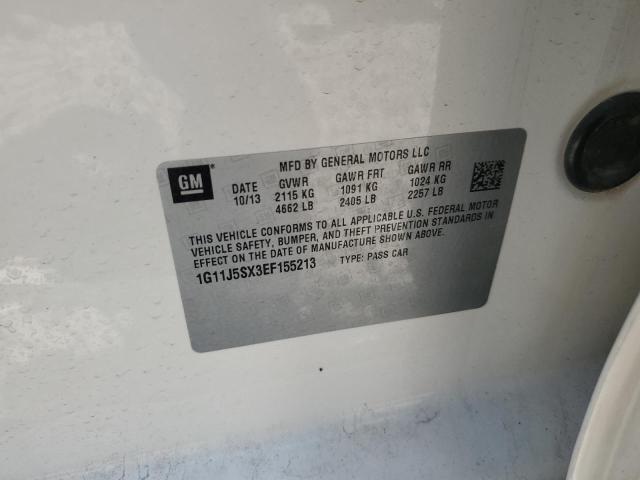 GM
MFD BY GENERAL MOTORS LLC
DATE GVWR GAWR FRT GAWR RR
10/13 2115 KG 1091 KG 1024 KG
4662 LB 2405 LB 2257 LB
THIS VEHICLE CONFORMS TO ALL APPLICABLE U.S. FEDERAL MOTOR
VEHICLE SAFETY, BUMPER, AND THEFT PREVENTION STANDARDS IN
EFFECT ON THE DATE OF MANUFACTURE SHOWN ABOVE.
1G11J5SX3EF155213 TYPE: PASS CAR